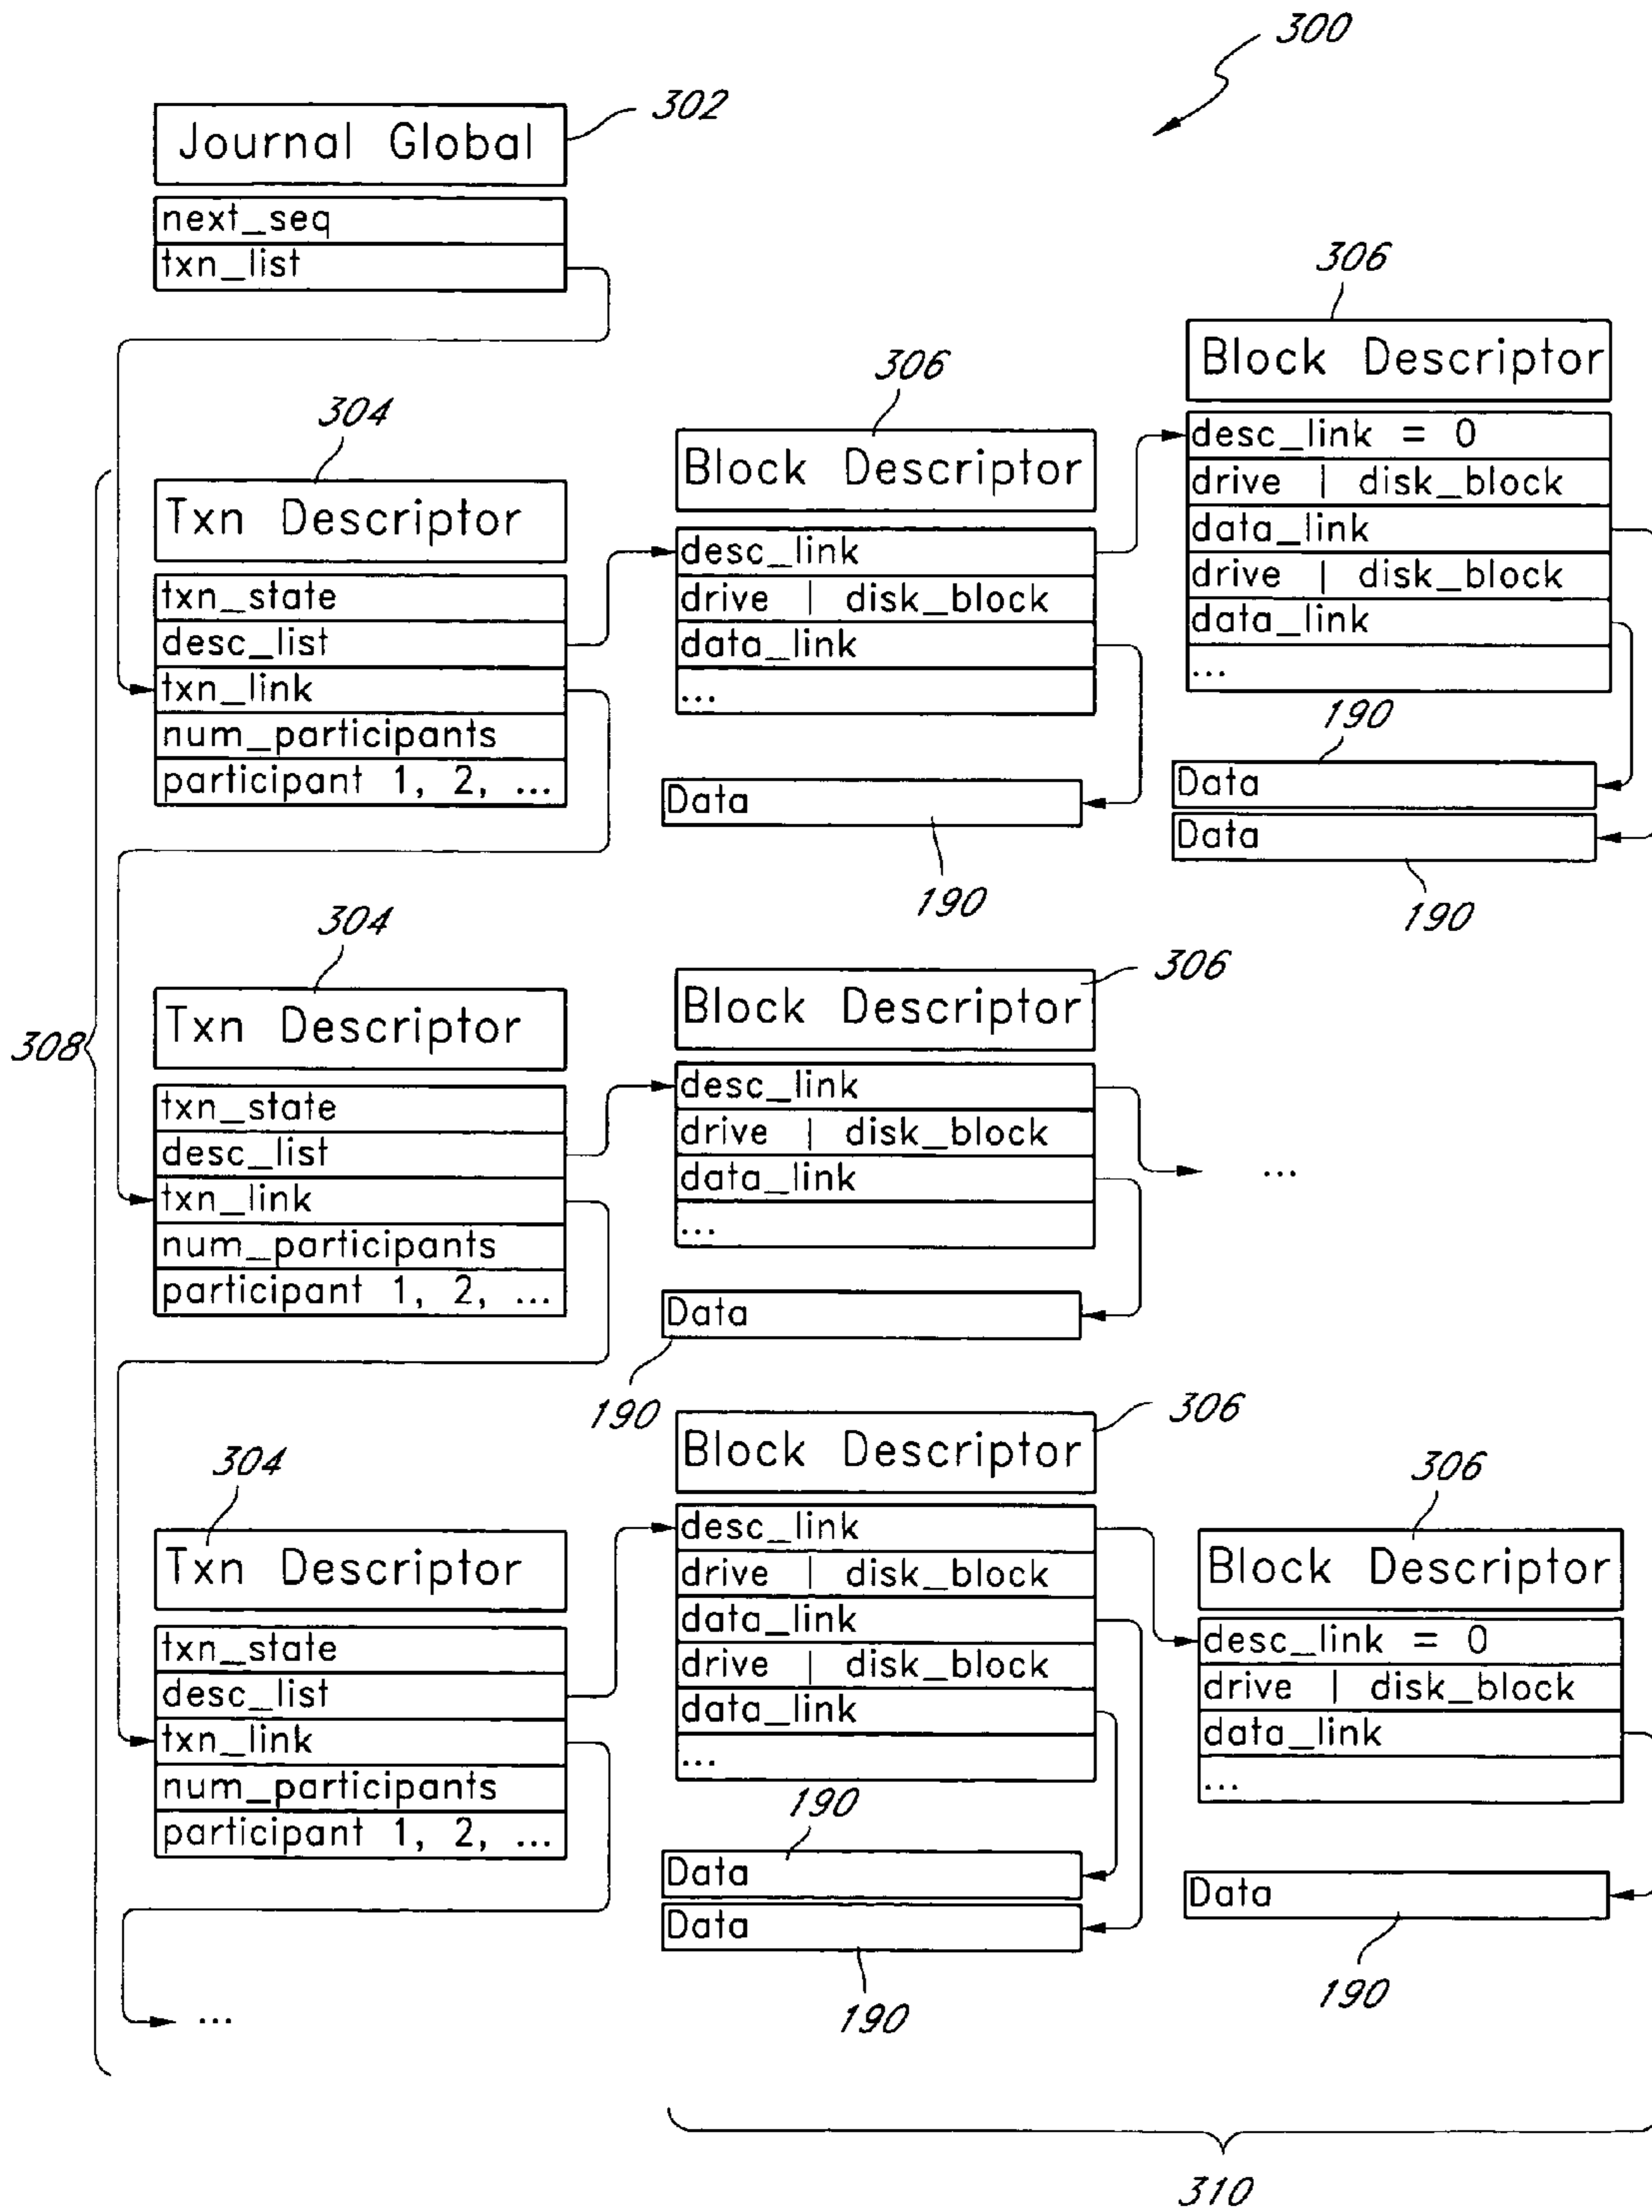 300
302
Journal Global
next_seq
txn_list
306
Block Descriptor
desc_link = 0
drive | disk_block
data_link
drive | disk_block
data_link
...
190
Data
Data
190
306
Block Descriptor
desc_link
drive | disk_block
data_link
...
Data
190
304
Txn Descriptor
txn_state
desc_list
txn_link
num_participants
participant 1, 2, ...
308
304
Txn Descriptor
txn_state
desc_list
txn_link
num_participants
participant 1, 2, ...
306
Block Descriptor
desc_link
drive | disk_block
data_link
...
...
Data
190
304
Txn Descriptor
txn_state
desc_list
txn_link
num_participants
participant 1, 2, ...
...
306
Block Descriptor
desc_link
drive | disk_block
data_link
drive | disk_block
data_link
...
190
Data
Data
190
306
Block Descriptor
desc_link = 0
drive | disk_block
data_link
...
Data
190
310